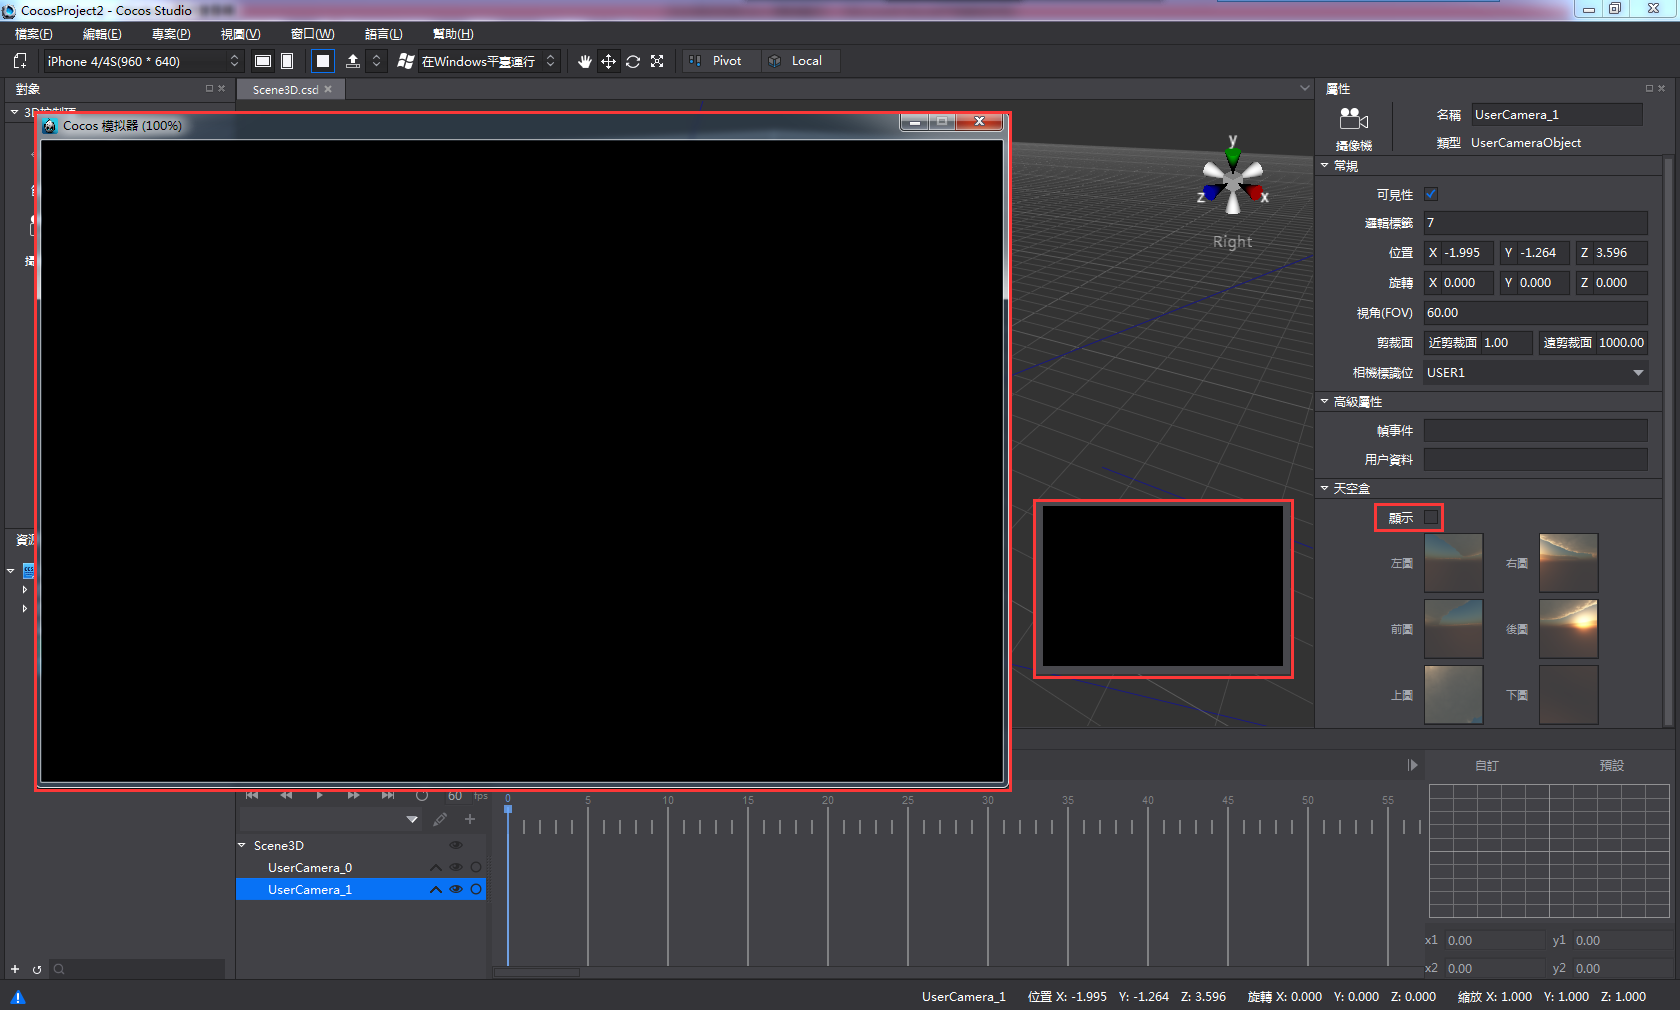 CocosProject2 - Cocos Studio
檔案(F) 編輯(E) 專案(P) 視圖(V) 窗口(W) 語言(L) 幫助(H)
iPhone 4/4S(960 * 640) 在Windows平臺運行 Pivot Local
對象
Scene3D.csd
3D控制項
Cocos 模拟器 (100%)
y
z x
Right
資源
屬性
攝像機
名稱 UserCamera_1
類型 UserCameraObject
常規
可見性
邏輯標籤 7
位置 X -1.995 Y -1.264 Z 3.596
旋轉 X 0.000 Y 0.000 Z 0.000
視角(FOV) 60.00
剪裁面 近剪裁面 1.00 遠剪裁面 1000.00
相機標識位 USER1
高級屬性
幀事件
用户資料
天空盒
顯示
左圖 右圖
前圖 後圖
上圖 下圖
60 fps
0 5 10 15 20 25 30 35 40 45 50 55
Scene3D
UserCamera_0
UserCamera_1
自訂 預設
x1 0.00 y1 0.00
x2 0.00 y2 0.00
UserCamera_1 位置 X: -1.995 Y: -1.264 Z: 3.596 旋轉 X: 0.000 Y: 0.000 Z: 0.000 縮放 X: 1.000 Y: 1.000 Z: 1.000